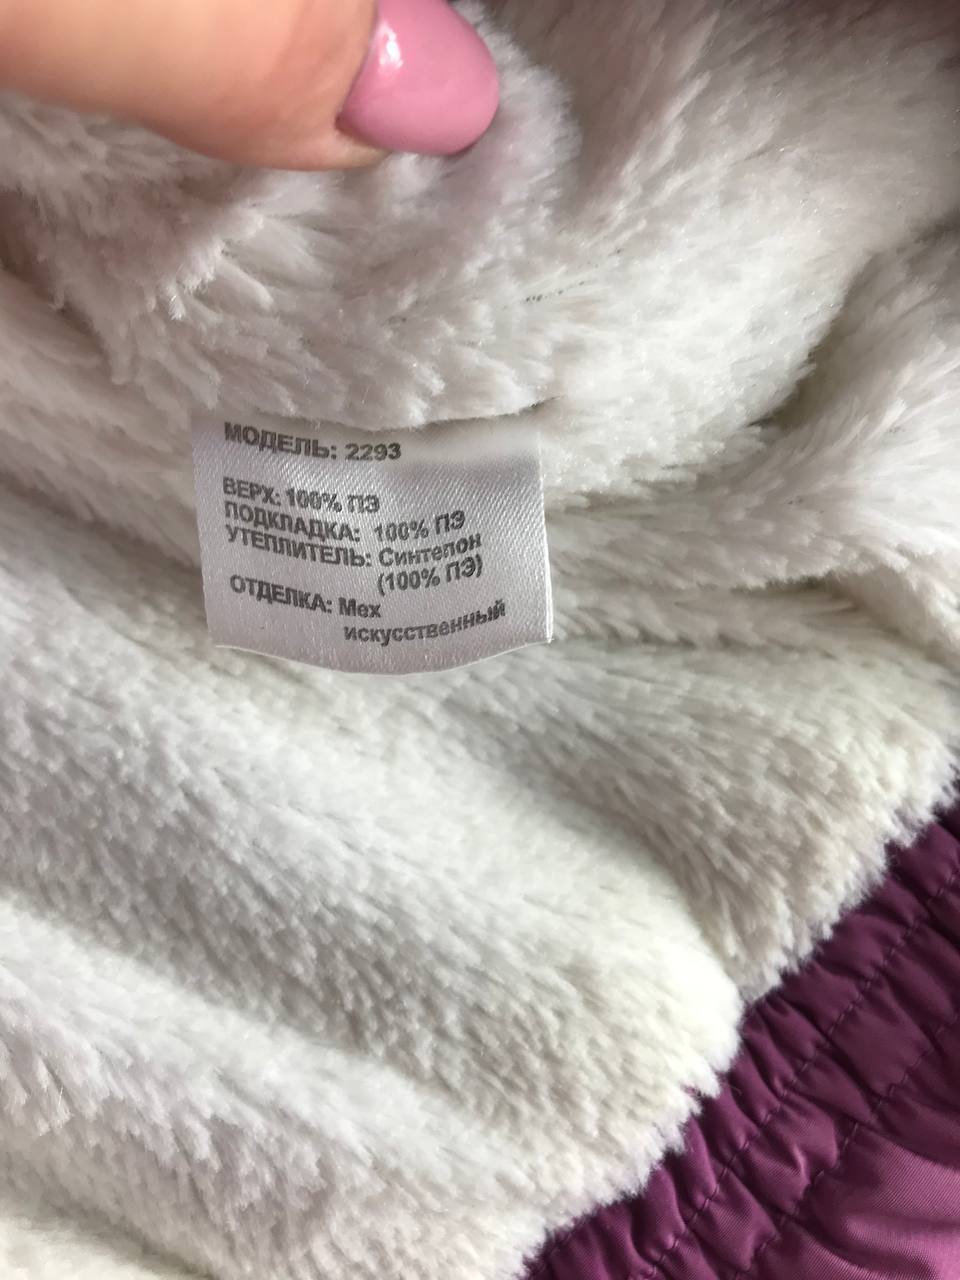 МОДЕЛЬ: 2293
ВЕРХ: 100% ПЭ
ПОДКЛАДКА: 100% ПЭ
УТЕПЛИТЕЛЬ: Синтепон
(100% ПЭ)
ОТДЕЛКА: Мех
искусственный